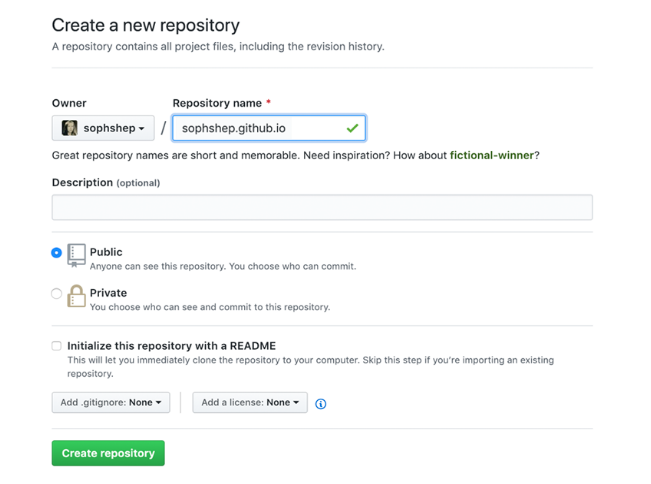 Create a new repository
A repository contains all project files, including the revision history.
Owner
Repository name *
sophshep / sophshep.github.io
Great repository names are short and memorable. Need inspiration? How about fictional-winner?
Description (optional)
Public
Anyone can see this repository. You choose who can commit.
Private
You choose who can see and commit to this repository.
Initialize this repository with a README
This will let you immediately clone the repository to your computer. Skip this step if you’re importing an existing
repository.
Add .gitignore: None Add a license: None
Create repository